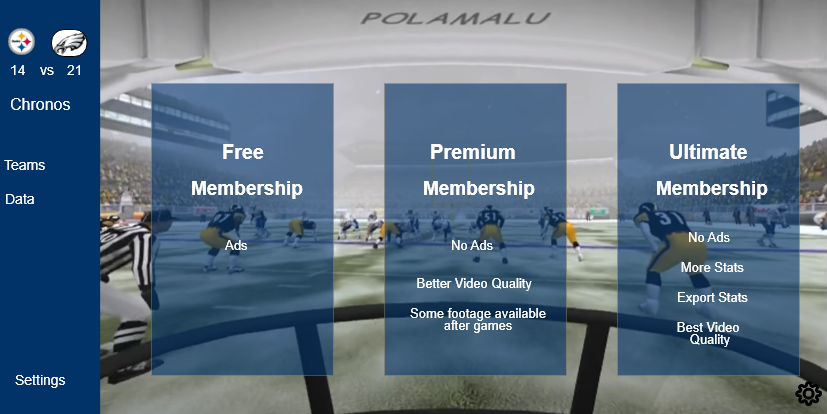 POLAMALU
14 vs 21
Chronos
Teams
Data
Settings
Free
Membership
Ads
Premium
Membership
No Ads
Better Video Quality
Some footage available
after games
Ultimate
Membership
No Ads
More Stats
Export Stats
Best Video
Quality